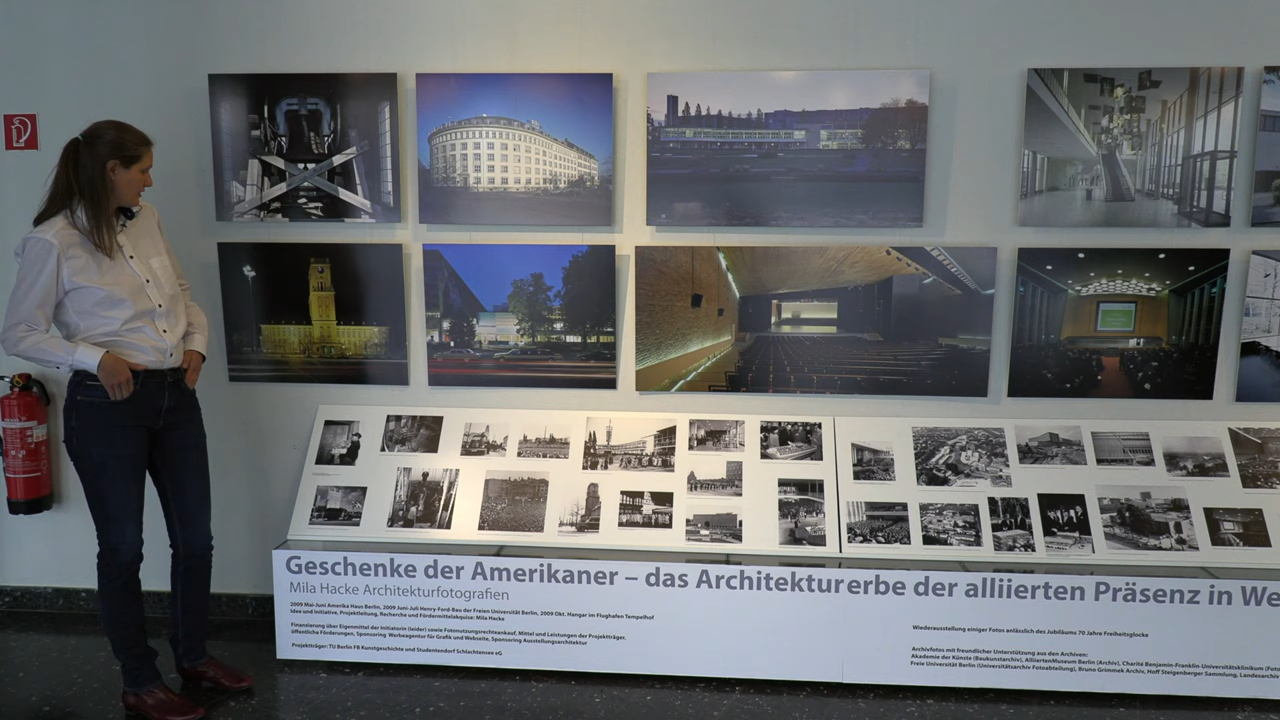 Geschenke der Amerikaner – das Architekturerbe der alliierten Präsenz in We
Mila Hacke Architekturfotografien
2009 Mai-Juni Amerika Haus Berlin, 2009 Juni-Juli Henry-Ford-Bau der Freien Universität Berlin, 2009 Okt. Hangar im Flughafen Tempelhof
Idee und Initiative, Projektleitung, Recherche und Fördermittelakquise: Mila Hacke
Finanzierung über Eigenmittel der Initiatorin (leider) sowie Fotonutzungsrechteankauf, Mittel und Leistungen der Projektträger,
öffentliche Förderungen, Sponsoring Werbeagentur für Grafik und Webseite, Sponsoring Ausstellungsarchitektur
Projektträger: TU Berlin FB Kunstgeschichte und Studentendorf Schlachtensee eG
Wiederausstellung einiger Fotos anlässlich des Jubiläums 70 Jahre Freiheitsglocke
Archivfotos mit freundlicher Unterstützung aus den Archiven:
Akademie der Künste (Baukunstarchiv), AlliiertenMuseum Berlin (Archiv), Charité Benjamin-Franklin-Universitätsklinikum (Foto
Freie Universität Berlin (Universitätsarchiv Fotoabteilung), Bruno Grimmek Archiv, Hoff Steigenberger Sammlung, Landesarchiv